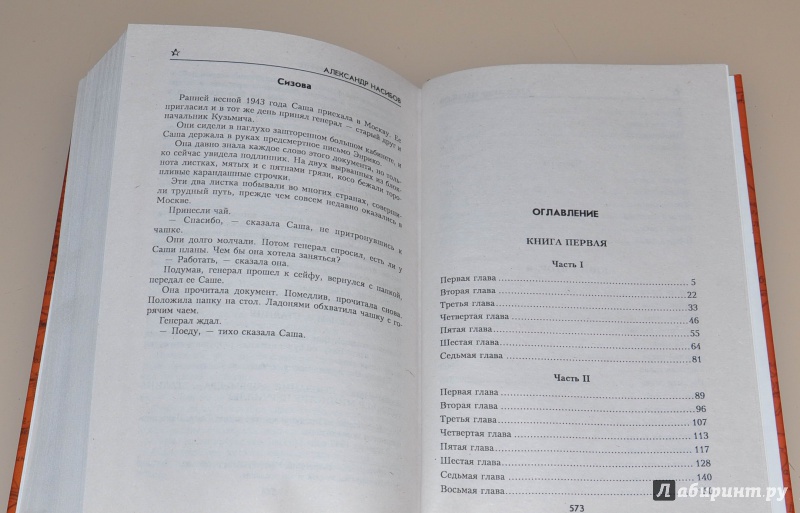 АЛЕКСАНДР НАСИБОВ
Сизова
Ранней весной 1943 года Саша приехала в Москву. Ее
пригласил и в тот же день принял генерал — старый друг и
начальник Кузьмича.
Они сидели в наглухо зашторенном большом кабинете, и
Саша держала в руках предсмертное письмо Энрико.
Она давно знала каждое слово этого документа, но толь-
ко сейчас увидела подлинник. На двух вырванных из блок-
нота листках, мятых и с пятнами грязи, косо бежали торо-
пливые карандашные строчки.
Эти два листка побывали во многих странах, соверши-
ли трудный путь, прежде чем совсем недавно оказались в
Москве.
Принесли чай.
— Спасибо, — сказала Саша, не притронувшись к
чашке.
Они долго молчали. Потом генерал спросил, есть ли у
Саши планы. Чем бы она хотела заняться?
— Работать, — сказала она.
Подумав, генерал прошел к сейфу, вернулся с папкой,
передал ее Саше.
Она прочитала документ. Помедлив, прочитала снова.
Положила папку на стол. Ладонями обхватила чашку с го-
рячим чаем.
Генерал ждал.
— Поеду, — тихо сказала Саша.
ОГЛАВЛЕНИЕ
КНИГА ПЕРВАЯ
Часть I
Первая глава 5
Вторая глава 22
Третья глава 33
Четвертая глава 46
Пятая глава 55
Шестая глава 64
Седьмая глава 81
Часть II
Первая глава 89
Вторая глава 96
Третья глава 107
Четвертая глава 113
Пятая глава 117
Шестая глава 128
Седьмая глава 140
Восьмая глава
573
Лабиринт.ру